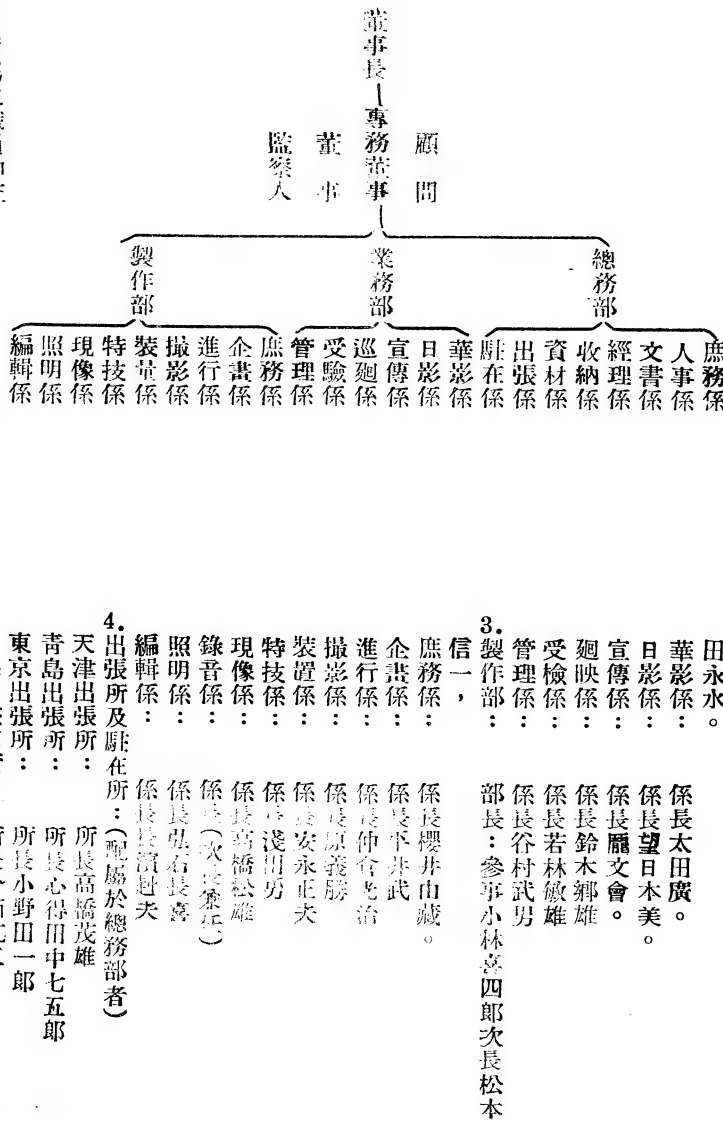 董事長
專務董事
顧問
董事
監察人
總務部
業務部
製作部
庶務係
人事係
文書係
經理係
收納係
資材係
出張係
駐在係
華影係
日影係
宣傳係
巡廻係
受驗係
管理係
庶務係
企畫係
進行係
撮影係
裝置係
特技係
現像係
照明係
編輯係
田永水。
華影係：係長太田廣。
日影係：係長望日本美。
宣傳係：係長龎文會。
廻映係：係長鈴木鄉雄
受檢係：係長若林敏雄
管理係：係長谷村武男
3.製作部：部長：參事小林喜四郎次長松本
信一，
庶務係：係長櫻井由藏。
企畫係：係長平井武
進行係：係長仲倉光治
撮影係：係長原義勝
裝置係：係長安永正夫
特技係：係長淺田勇
現像係：係長高橋松雄
錄音係：係長(次長兼任)
照明係：係長弘石長喜
編輯係：係長長濱尌夫
4.出張所及駐在所：(配屬於總務部者)
天津出張所：所長高橋茂雄
青島出張所：所長心得田中七五郎
東京出張所：所長小野田一郎